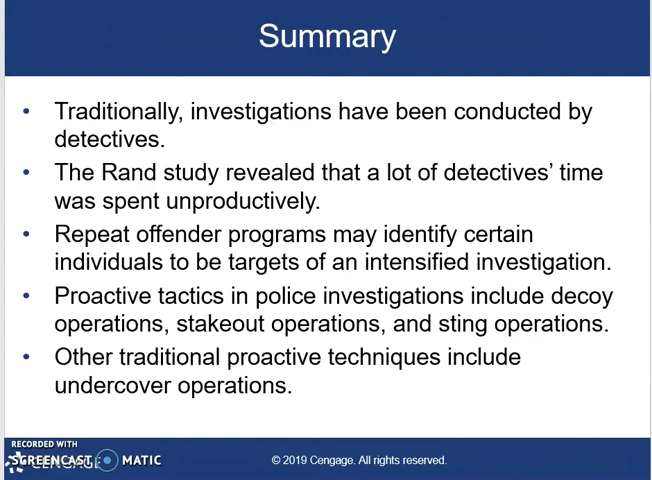 Summary
• Traditionally, investigations have been conducted by
detectives.
• The Rand study revealed that a lot of detectives’ time
was spent unproductively.
• Repeat offender programs may identify certain
individuals to be targets of an intensified investigation.
• Proactive tactics in police investigations include decoy
operations, stakeout operations, and sting operations.
• Other traditional proactive techniques include
undercover operations.
RECORDED WITH
SCREENCAST MATIC
CENGAGE
© 2019 Cengage. All rights reserved.